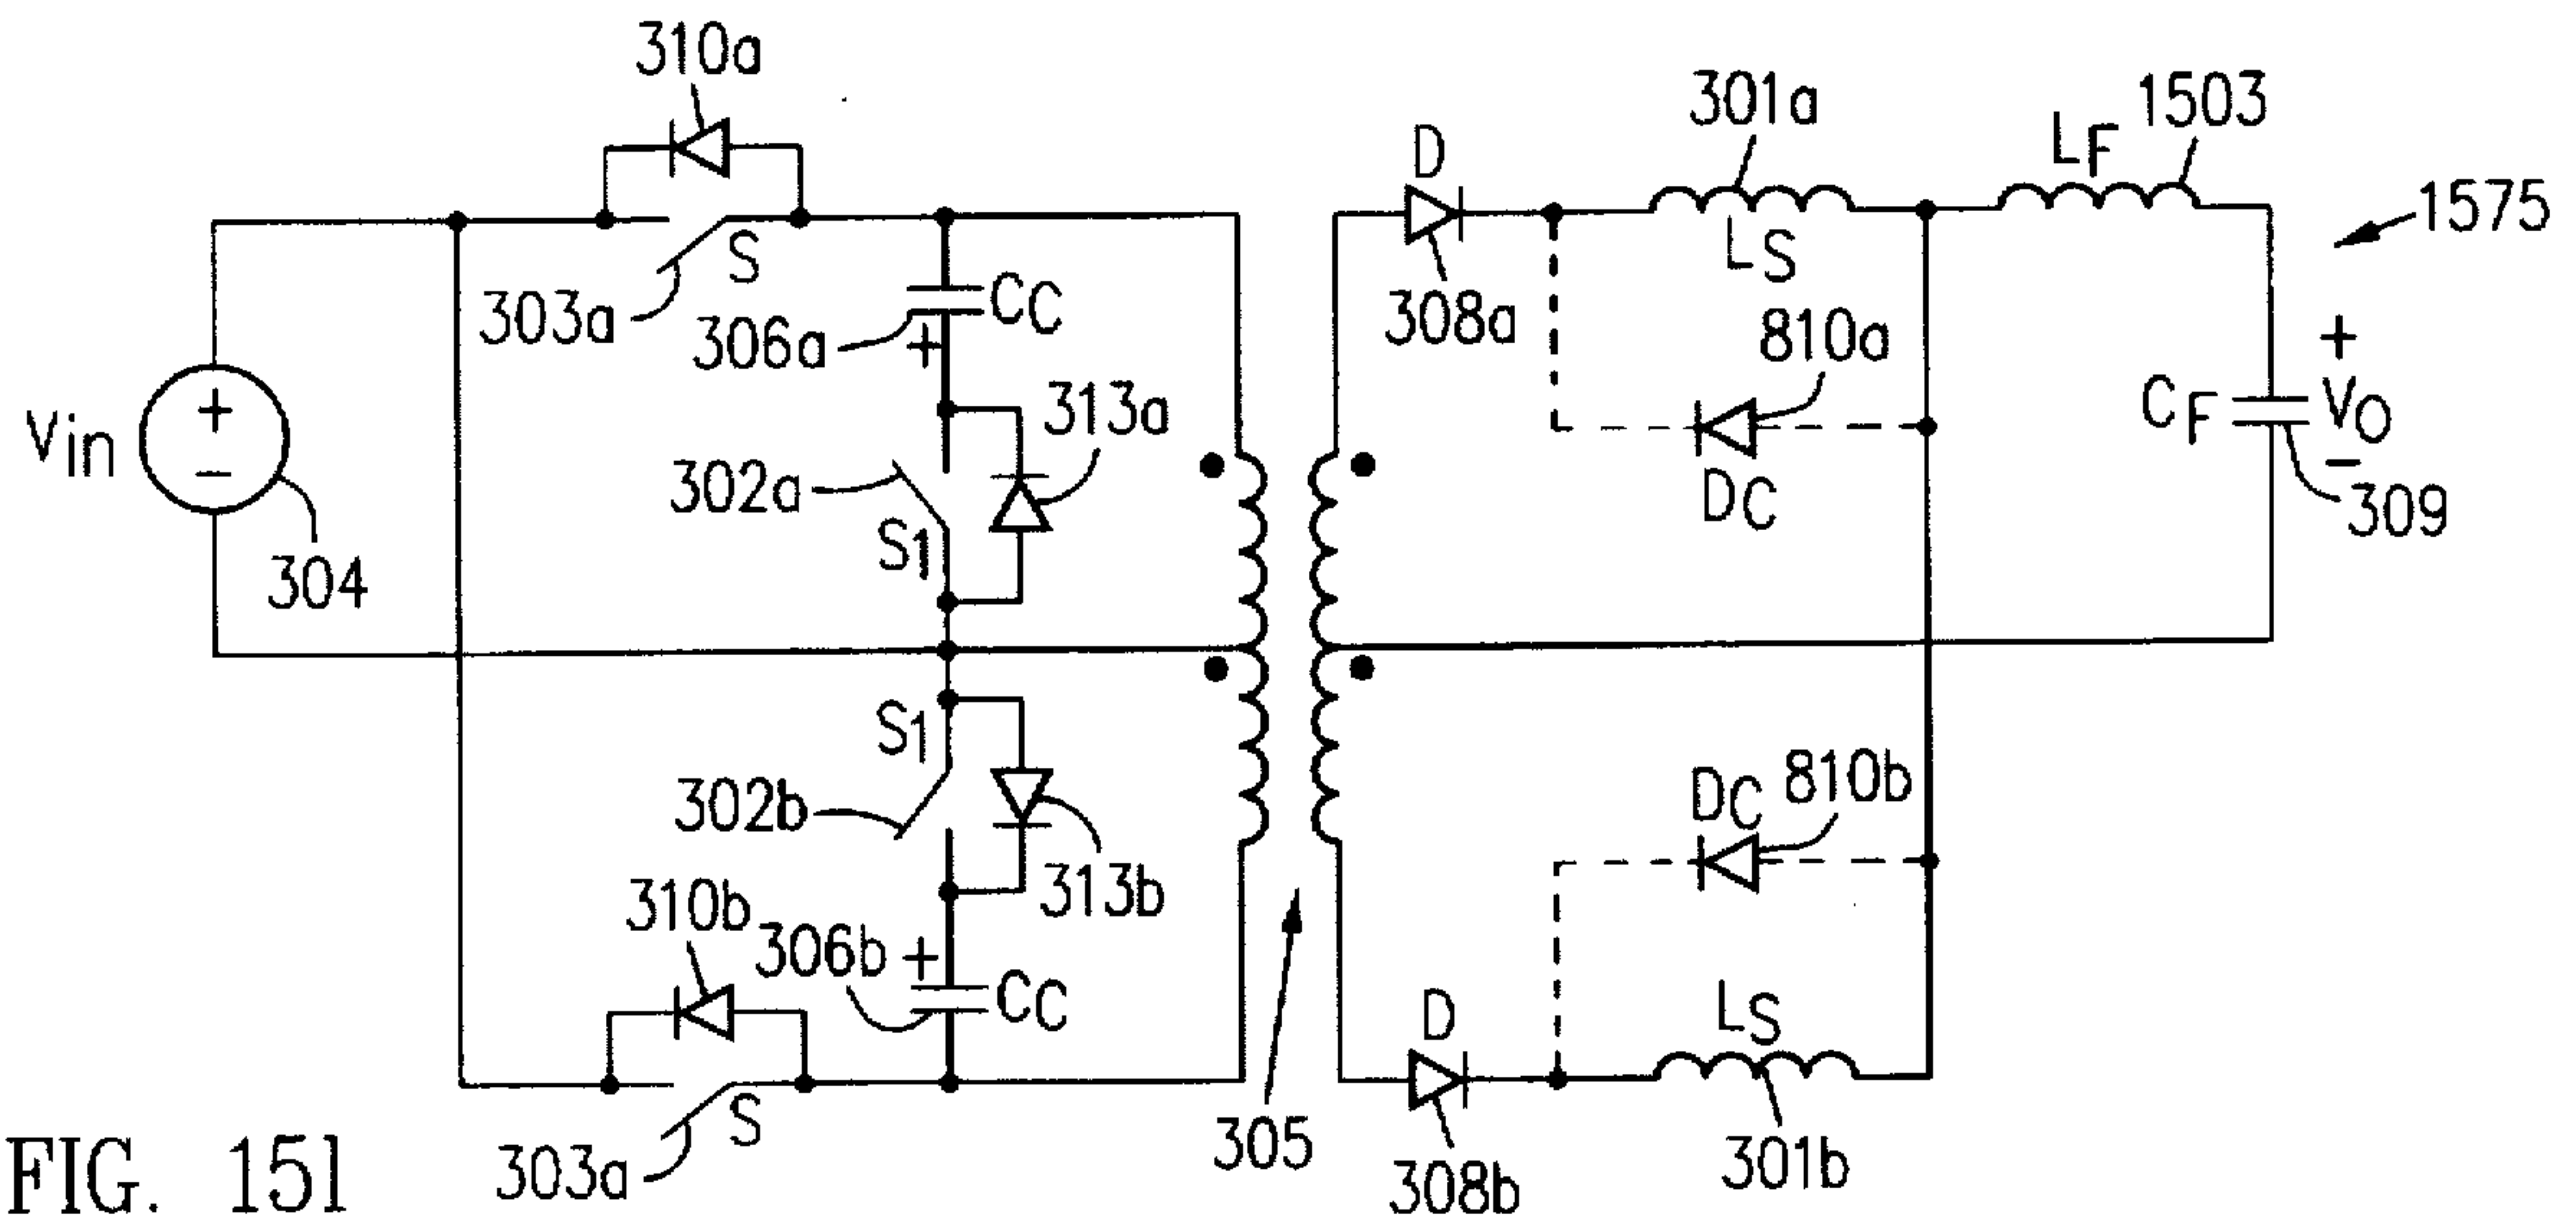 310a
301a
LF
1503
D
1575
S
LS
303a
CC
306a
+
308a
810a
+
Vin
+
-
313a
CF
VO
-
302a
DC
309
S1
304
S1
302b
DC
810b
313b
310b
306b
+
CC
D
LS
S
305
303a
308b
301b
FIG. 15l